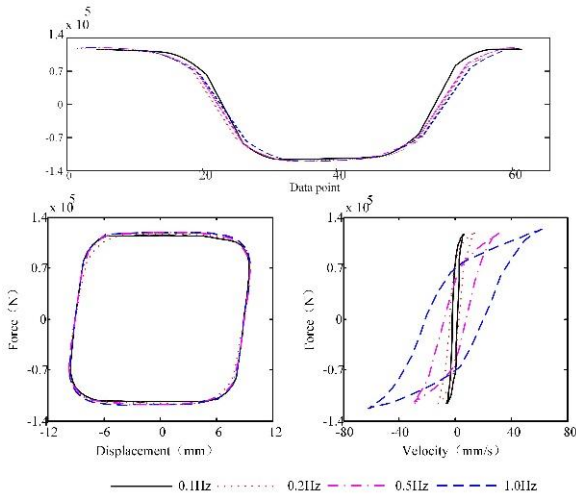 x 10^5
1.4
0.7
0
-0.7
-1.4
0 20 40 60
Data point
x 10^5
1.4
0.7
0
-0.7
-1.4
Force（N）
-12 -6 0 6 12
Displacement（mm）
x 10^5
1.4
0.7
0
-0.7
-1.4
Force（N）
-80 -40 0 40 80
Velocity（mm/s）
0.1Hz 0.2Hz 0.5Hz 1.0Hz